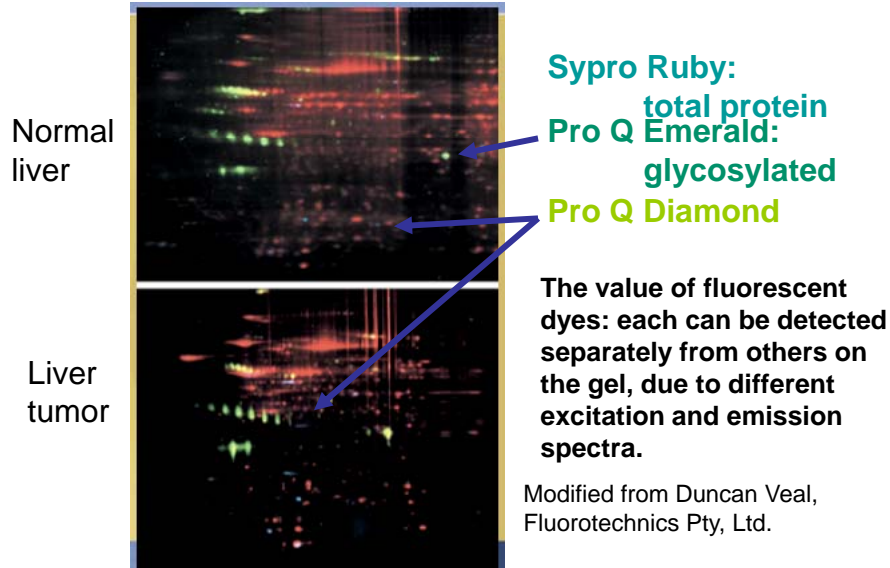 Normal
liver
Sypro Ruby:
total protein
Pro Q Emerald:
glycosylated
Pro Q Diamond
The value of fluorescent
dyes: each can be detected
separately from others on
the gel, due to different
excitation and emission
spectra.
Liver
tumor
Modified from Duncan Veal,
Fluorotechnics Pty, Ltd.